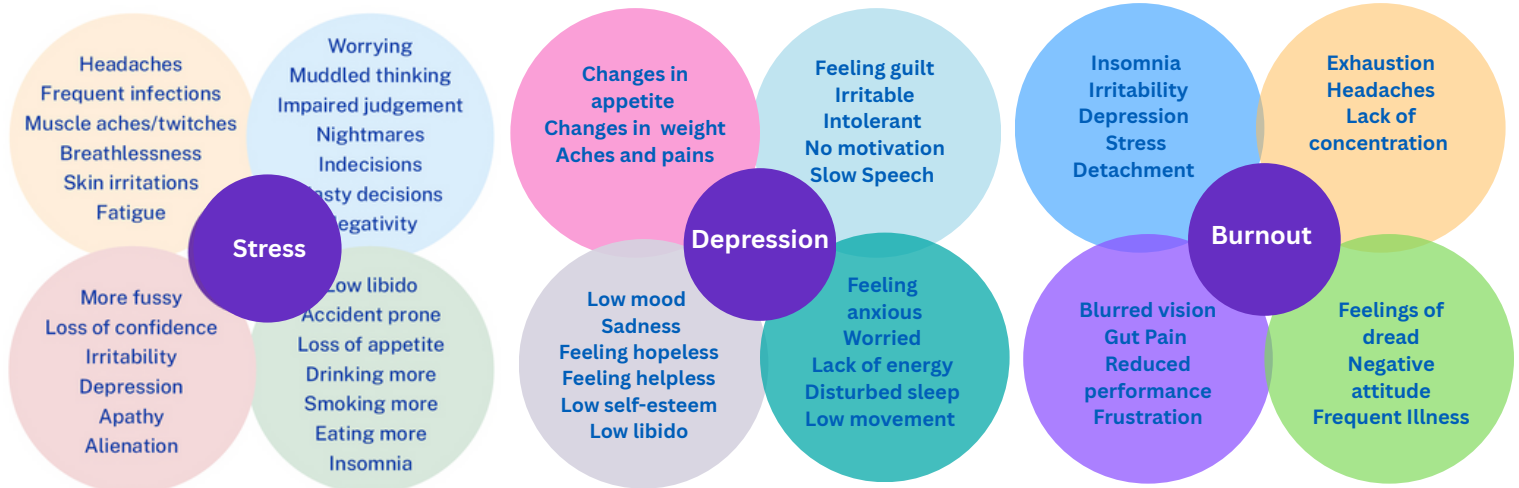 Headaches
Frequent infections
Muscle aches/twitches
Breathlessness
Skin irritations
Fatigue
Worrying
Muddled thinking
Impaired judgement
Nightmares
Indecisions
asty decisions
egativity
Stress
More fussy
Loss of confidence
Irritability
Depression
Apathy
Alienation
Low libido
Accident prone
Loss of appetite
Drinking more
Smoking more
Eating more
Insomnia
Changes in
appetite
Changes in weight
Aches and pains
Feeling guilt
Irritable
Intolerant
No motivation
Slow Speech
Depression
Low mood
Sadness
Feeling hopeless
Feeling helpless
Low self-esteem
Low libido
Feeling
anxious
Worried
Lack of energy
Disturbed sleep
Low movement
Insomnia
Irritability
Depression
Stress
Detachment
Exhaustion
Headaches
Lack of
concentration
Burnout
Blurred vision
Gut Pain
Reduced
performance
Frustration
Feelings of
dread
Negative
attitude
Frequent Illness